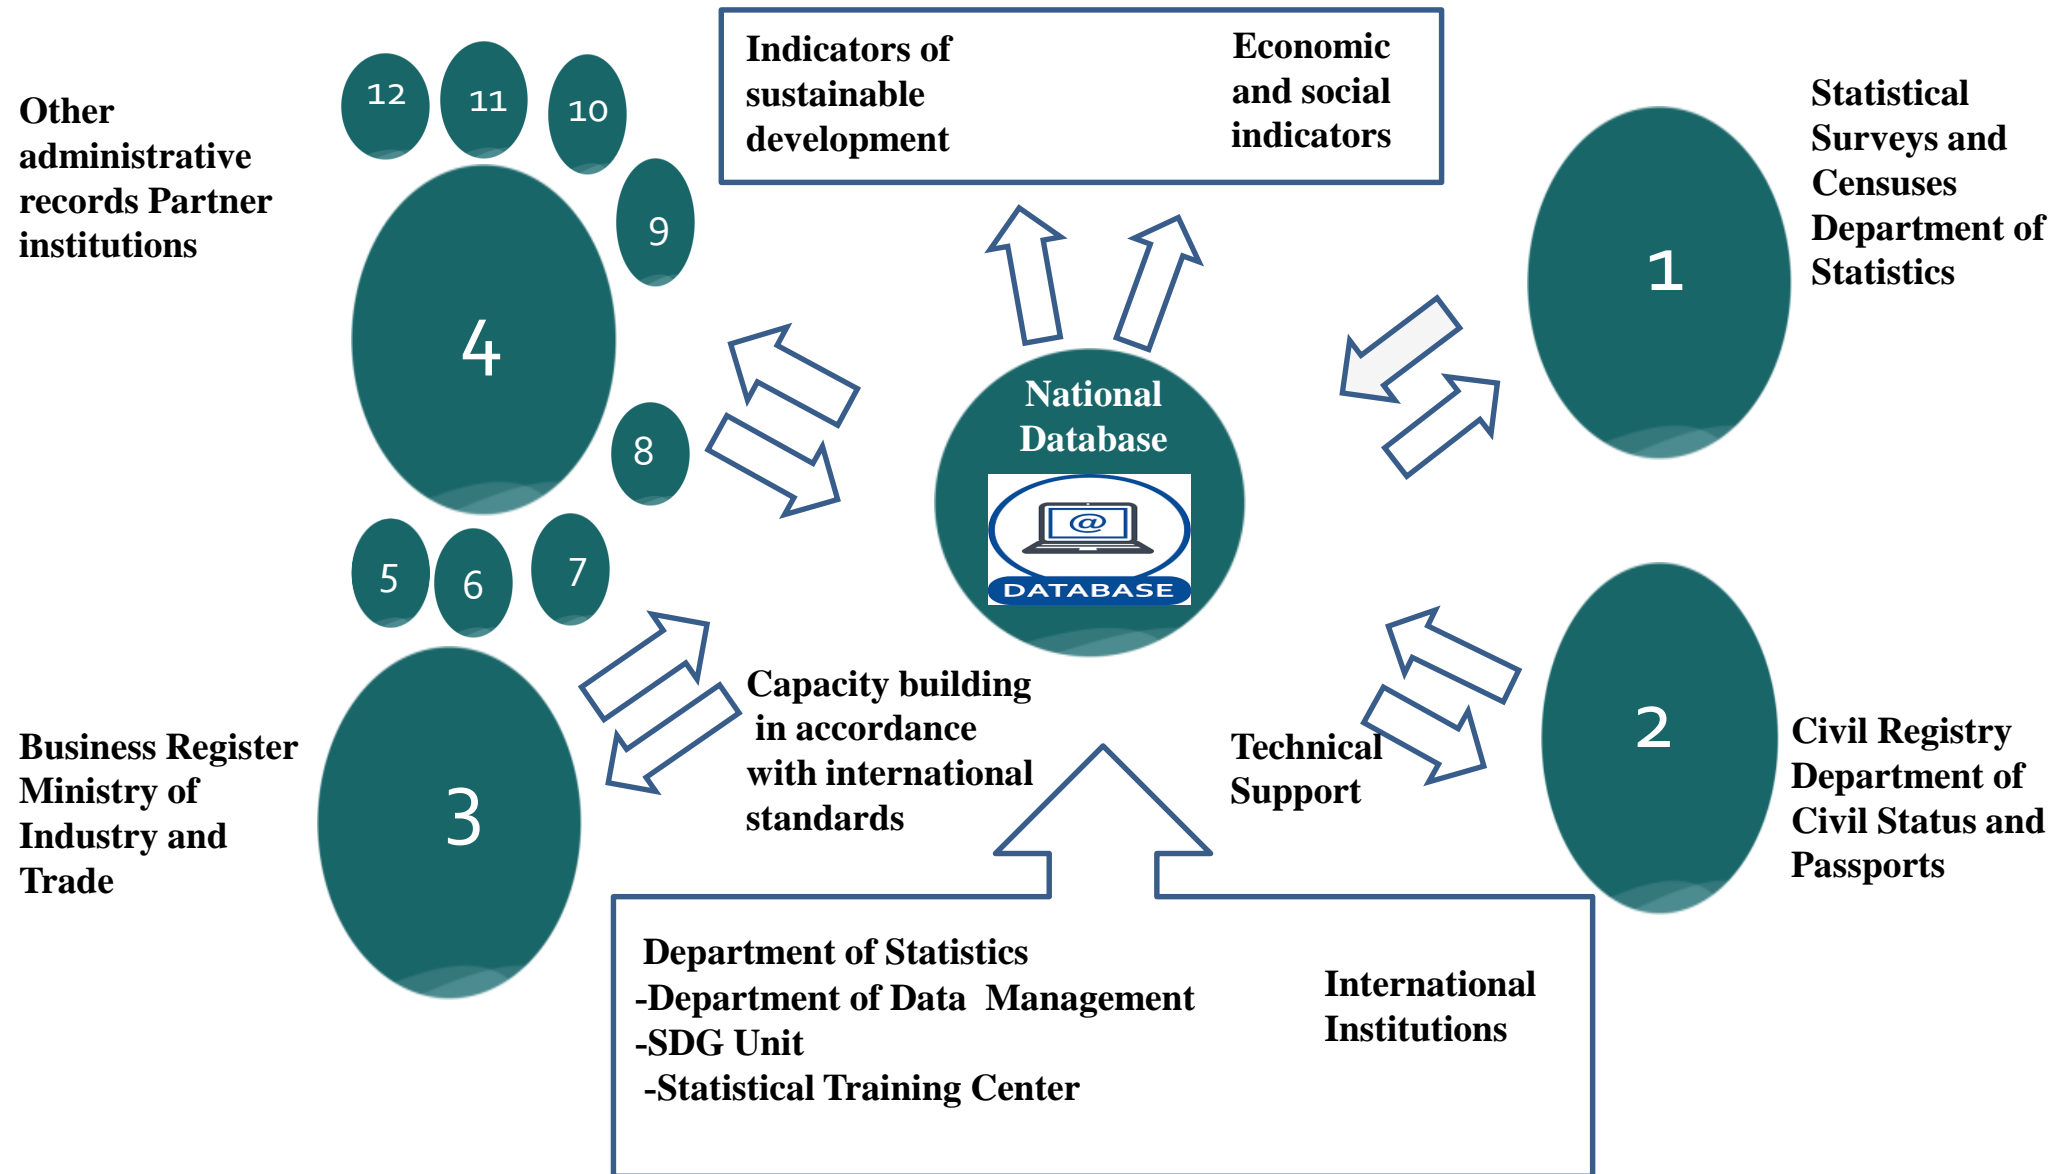 Indicators of
sustainable
development
Economic
and social
indicators
Other
administrative
records Partner
institutions
12
11
10
9
4
8
5
6
7
Statistical
Surveys and
Censuses
Department of
Statistics
1
National
Database
@
DATABASE
Business Register
Ministry of
Industry and
Trade
3
Capacity building
in accordance
with international
standards
Technical
Support
2
Civil Registry
Department of
Civil Status and
Passports
Department of Statistics
-Department of Data Management
-SDG Unit
-Statistical Training Center
International
Institutions